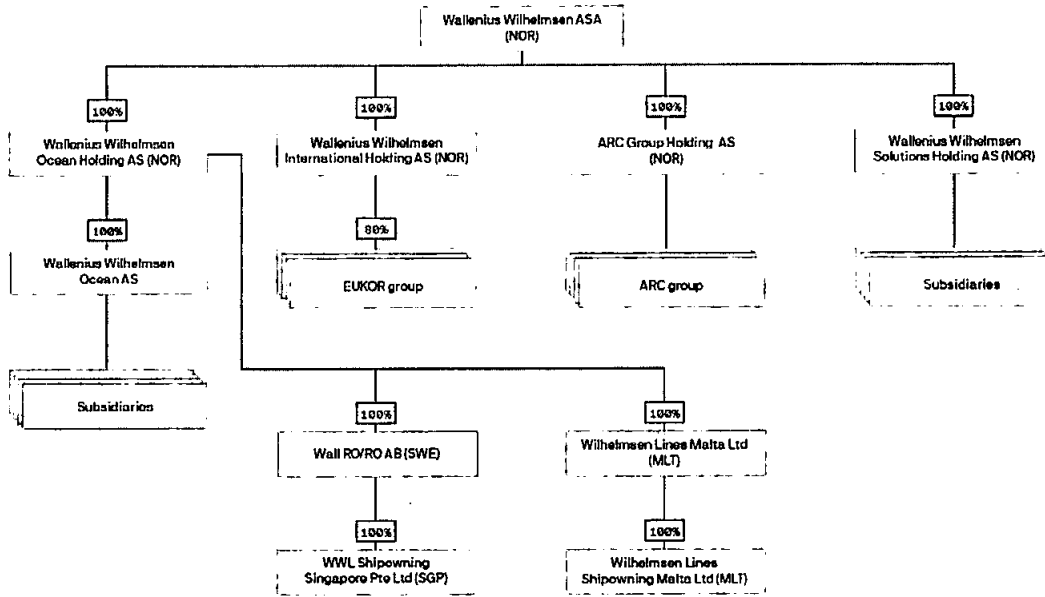 Wallenius Wilhelmsen ASA
(NOR)
100%
100%
100%
100%
Wallenius Wilhelmsen
Ocean Holding AS (NOR)
Wallenius Wilhelmsen
International Holding AS (NOR)
ARC Group Holding AS
(NOR)
Wallenius Wilhelmsen
Solutions Holding AS (NOR)
100%
80%
Wallenius Wilhelmsen
Ocean AS
EUKOR group
ARC group
Subsidiaries
Subsidiaries
100%
100%
Wall RO/RO AB (SWE)
Wilhelmsen Lines Malta Ltd
(MLT)
100%
100%
WWL Shipowning
Singapore Pte Ltd (SGP)
Wilhelmsen Lines
Shipowning Malta Ltd (MLT)